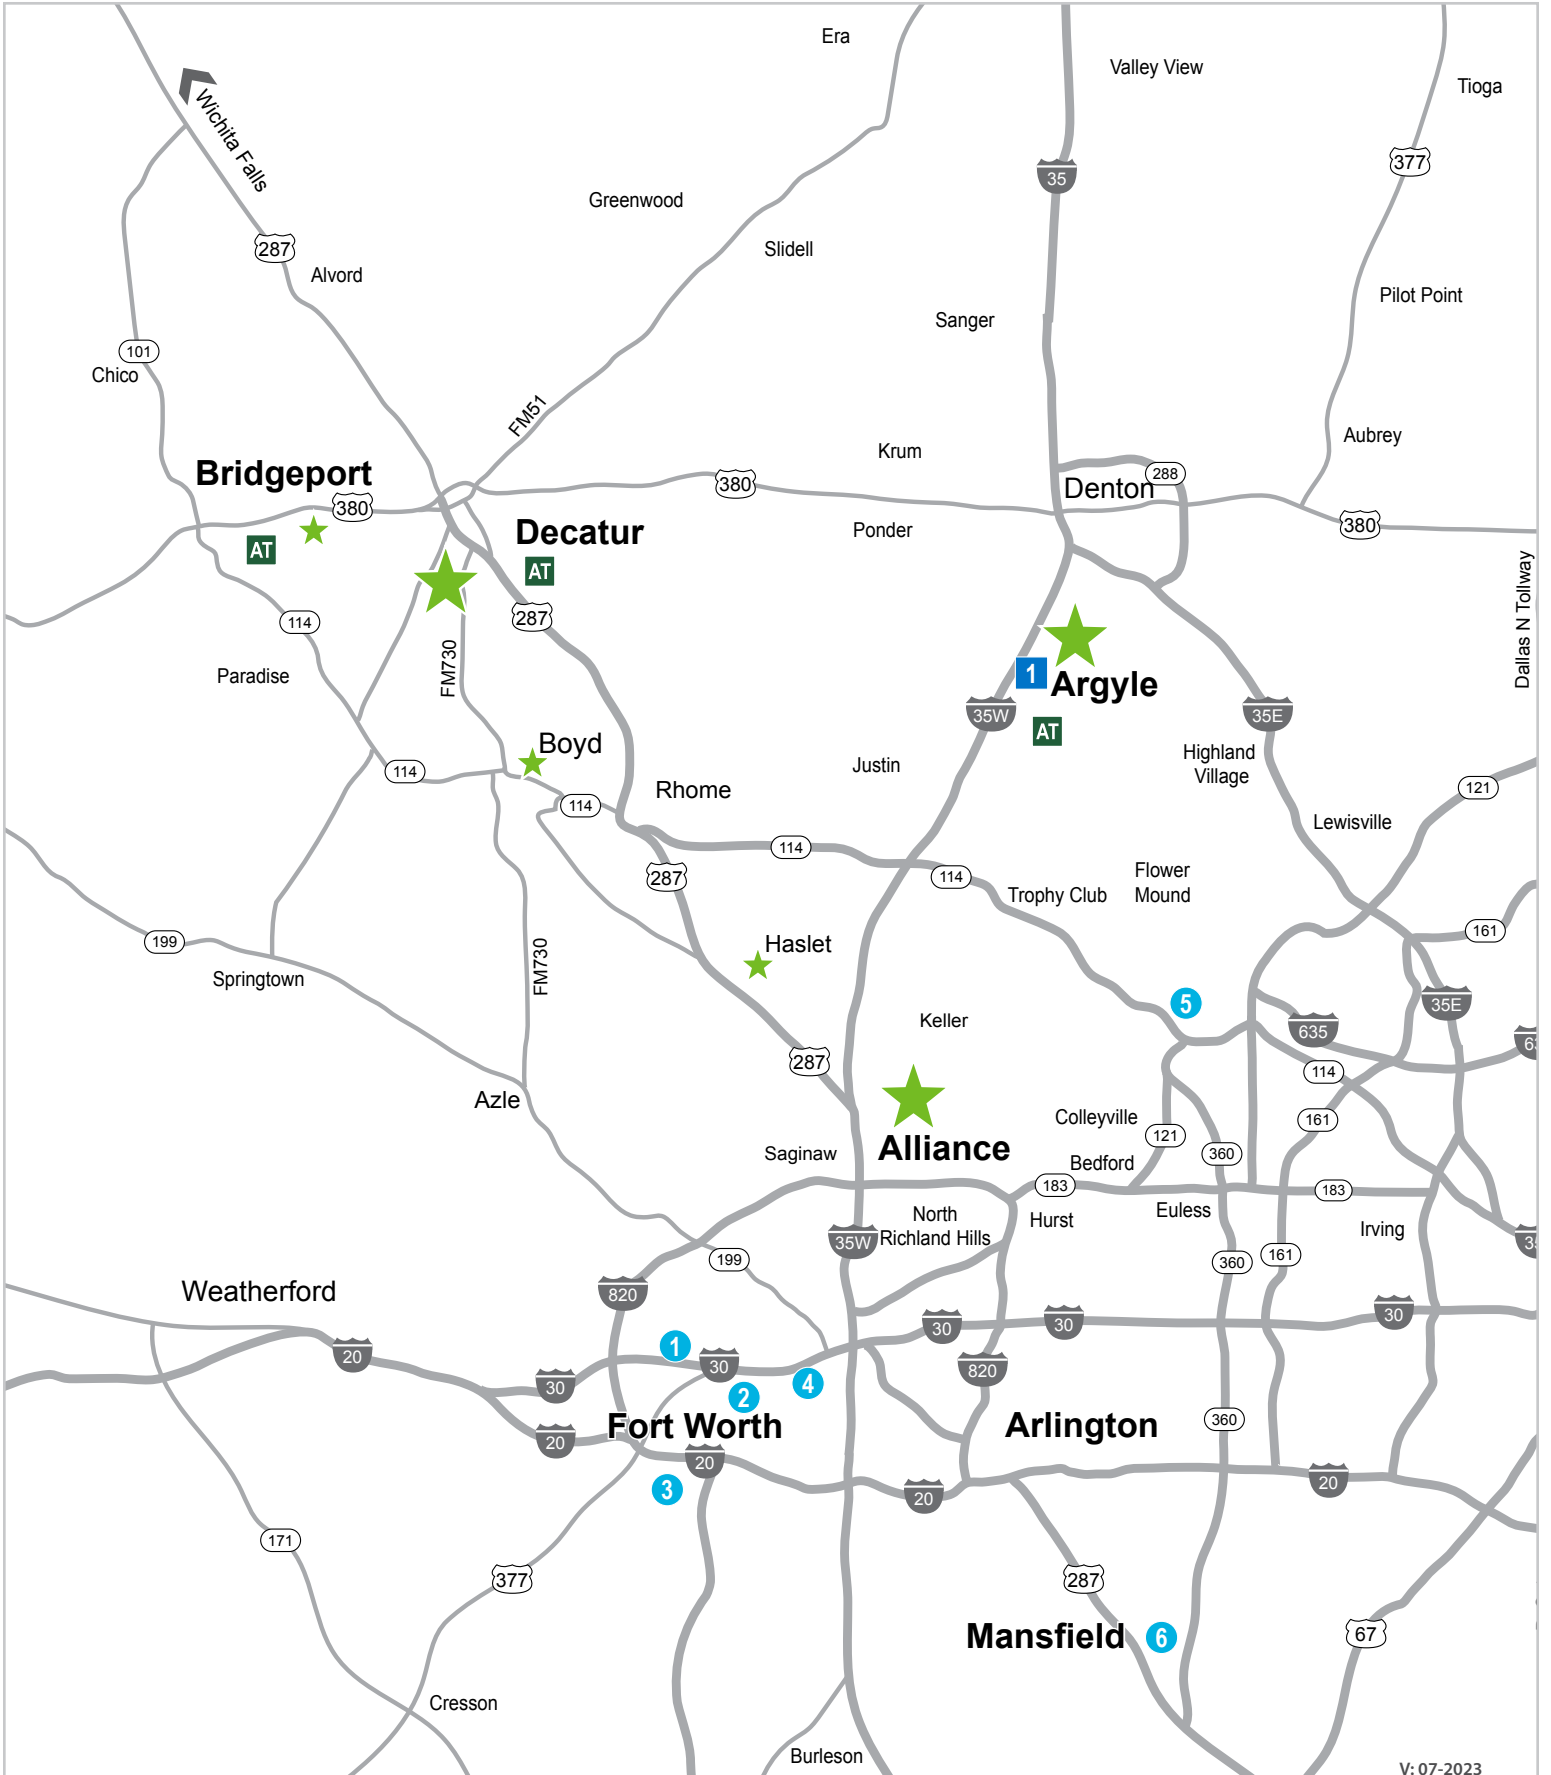 Era
Valley View
Tioga
Wichita Falls
377
35
Greenwood
287
Slidell
Alvord
Pilot Point
Sanger
101
Chico
FM51
Aubrey
Krum
Bridgeport
288
380
380
Denton
380
Decatur
Ponder
AT
AT
287
114
Dallas N Tollway
FM730
Paradise
1
Argyle
35W
35E
AT
Boyd
Highland
Village
Justin
114
Rhome
121
114
Lewisville
114
287
114
Flower
Mound
Trophy Club
161
199
Haslet
FM730
Springtown
5
35E
Keller
635
63
287
114
Azle
Colleyville
161
121
Saginaw
Alliance
360
Bedford
183
183
North
Richland Hills
Hurst
Euless
Irving
35W
35
199
360
161
Weatherford
820
30
30
30
1
20
30
820
30
2
4
Fort Worth
Arlington
360
20
20
3
20
20
171
377
287
Mansfield
6
67
Cresson
Burleson
V: 07-2023